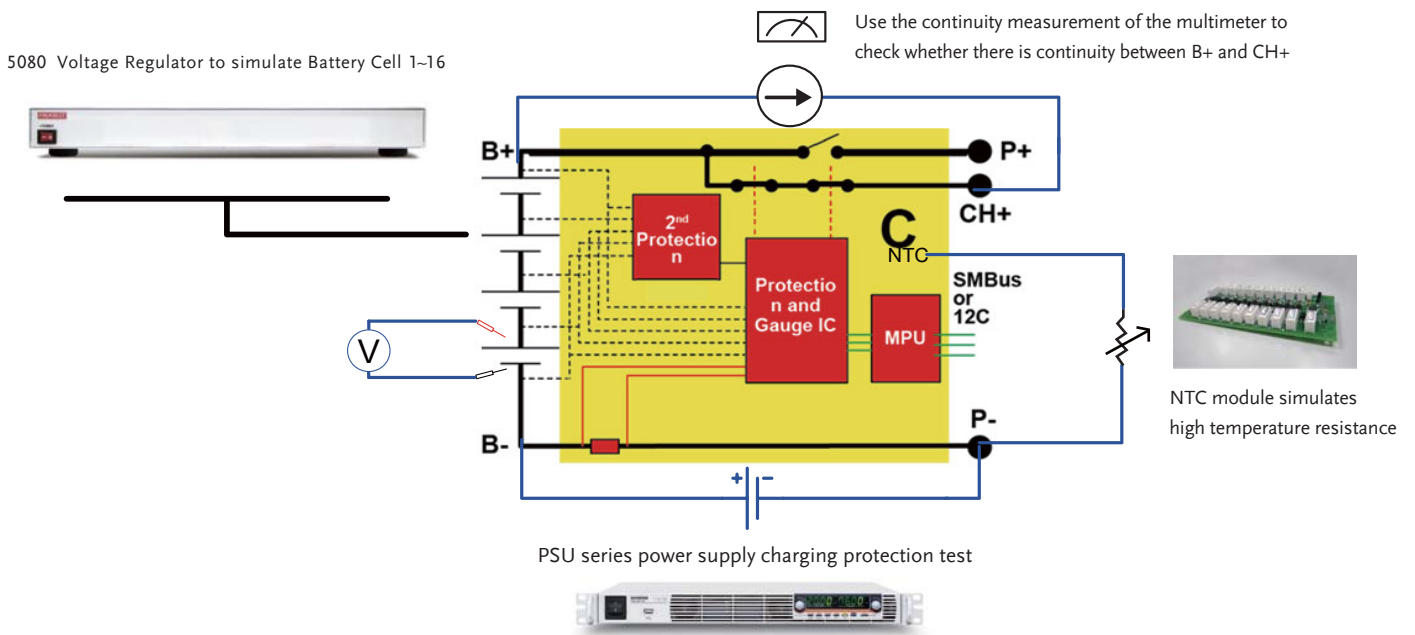 Use the continuity measurement of the multimeter to
check whether there is continuity between B+ and CH+
5080 Voltage Regulator to simulate Battery Cell 1~16
B+
P+
CH+
2nd
Protectio
n
C
NTC
Protectio
n and
Gauge IC
SMBus
or
12C
MPU
V
NTC module simulates
high temperature resistance
P-
B-
+
-
PSU series power supply charging protection test